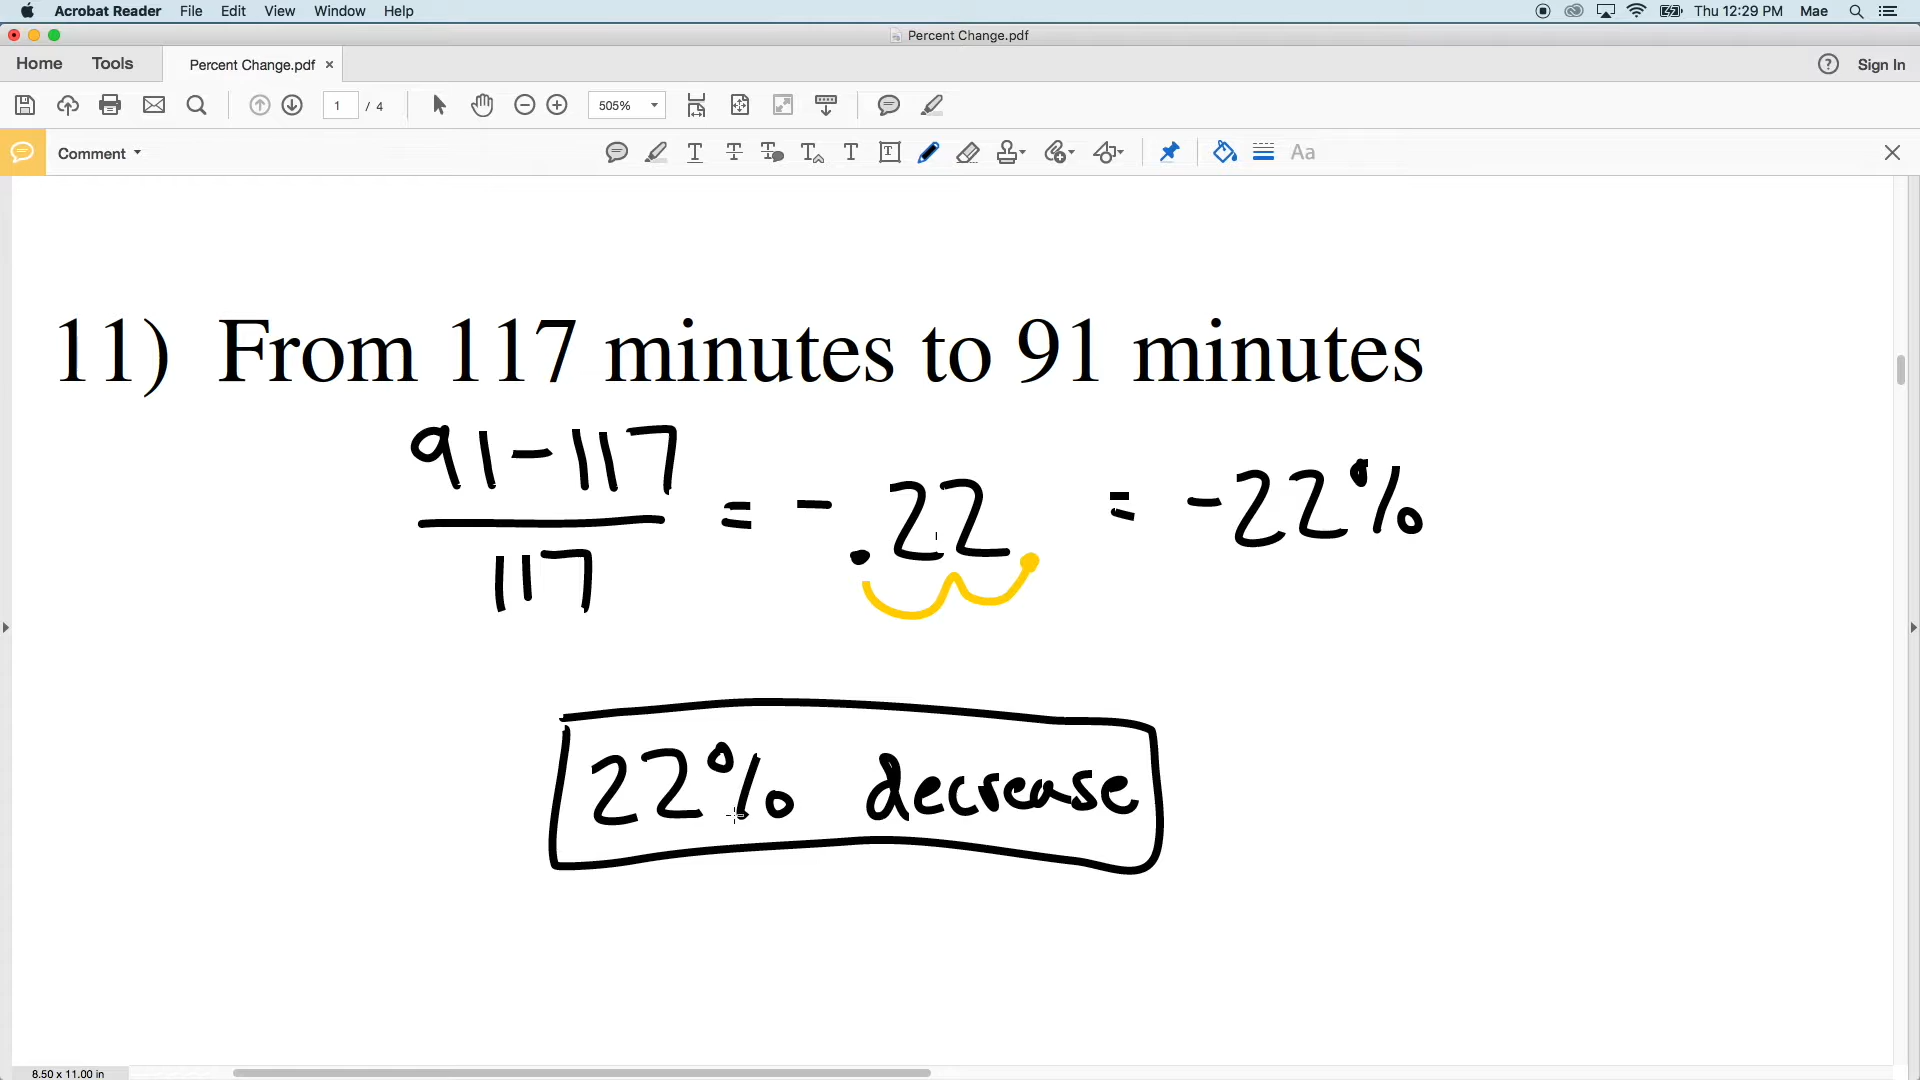 Acrobat Reader File Edit View Window Help Thu 12:29 PM Mae
Percent Change.pdf
Home Tools Percent Change.pdf × ? Sign In
1 / 4 505%
Comment T T T T T T Aa
11) From 117 minutes to 91 minutes
91-117
117
= -.22. = -22%
22% decrease
8.50 x 11.00 in